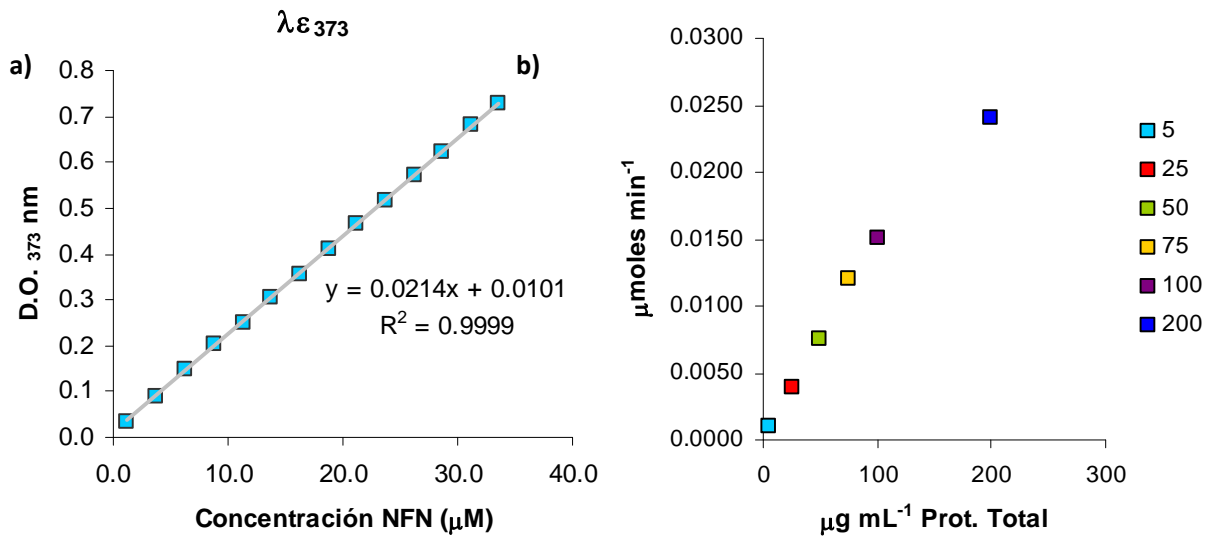 λε373
a)
D.O. 373 nm
0.8
0.7
0.6
0.5
0.4
0.3
0.2
0.1
0.0
y = 0.0214x + 0.0101
R² = 0.9999
0.0 10.0 20.0 30.0 40.0
Concentración NFN (μM)
b)
μmoles min⁻¹
0.0300
0.0250
0.0200
0.0150
0.0100
0.0050
0.0000
0 100 200 300
μg mL⁻¹ Prot. Total
5
25
50
75
100
200